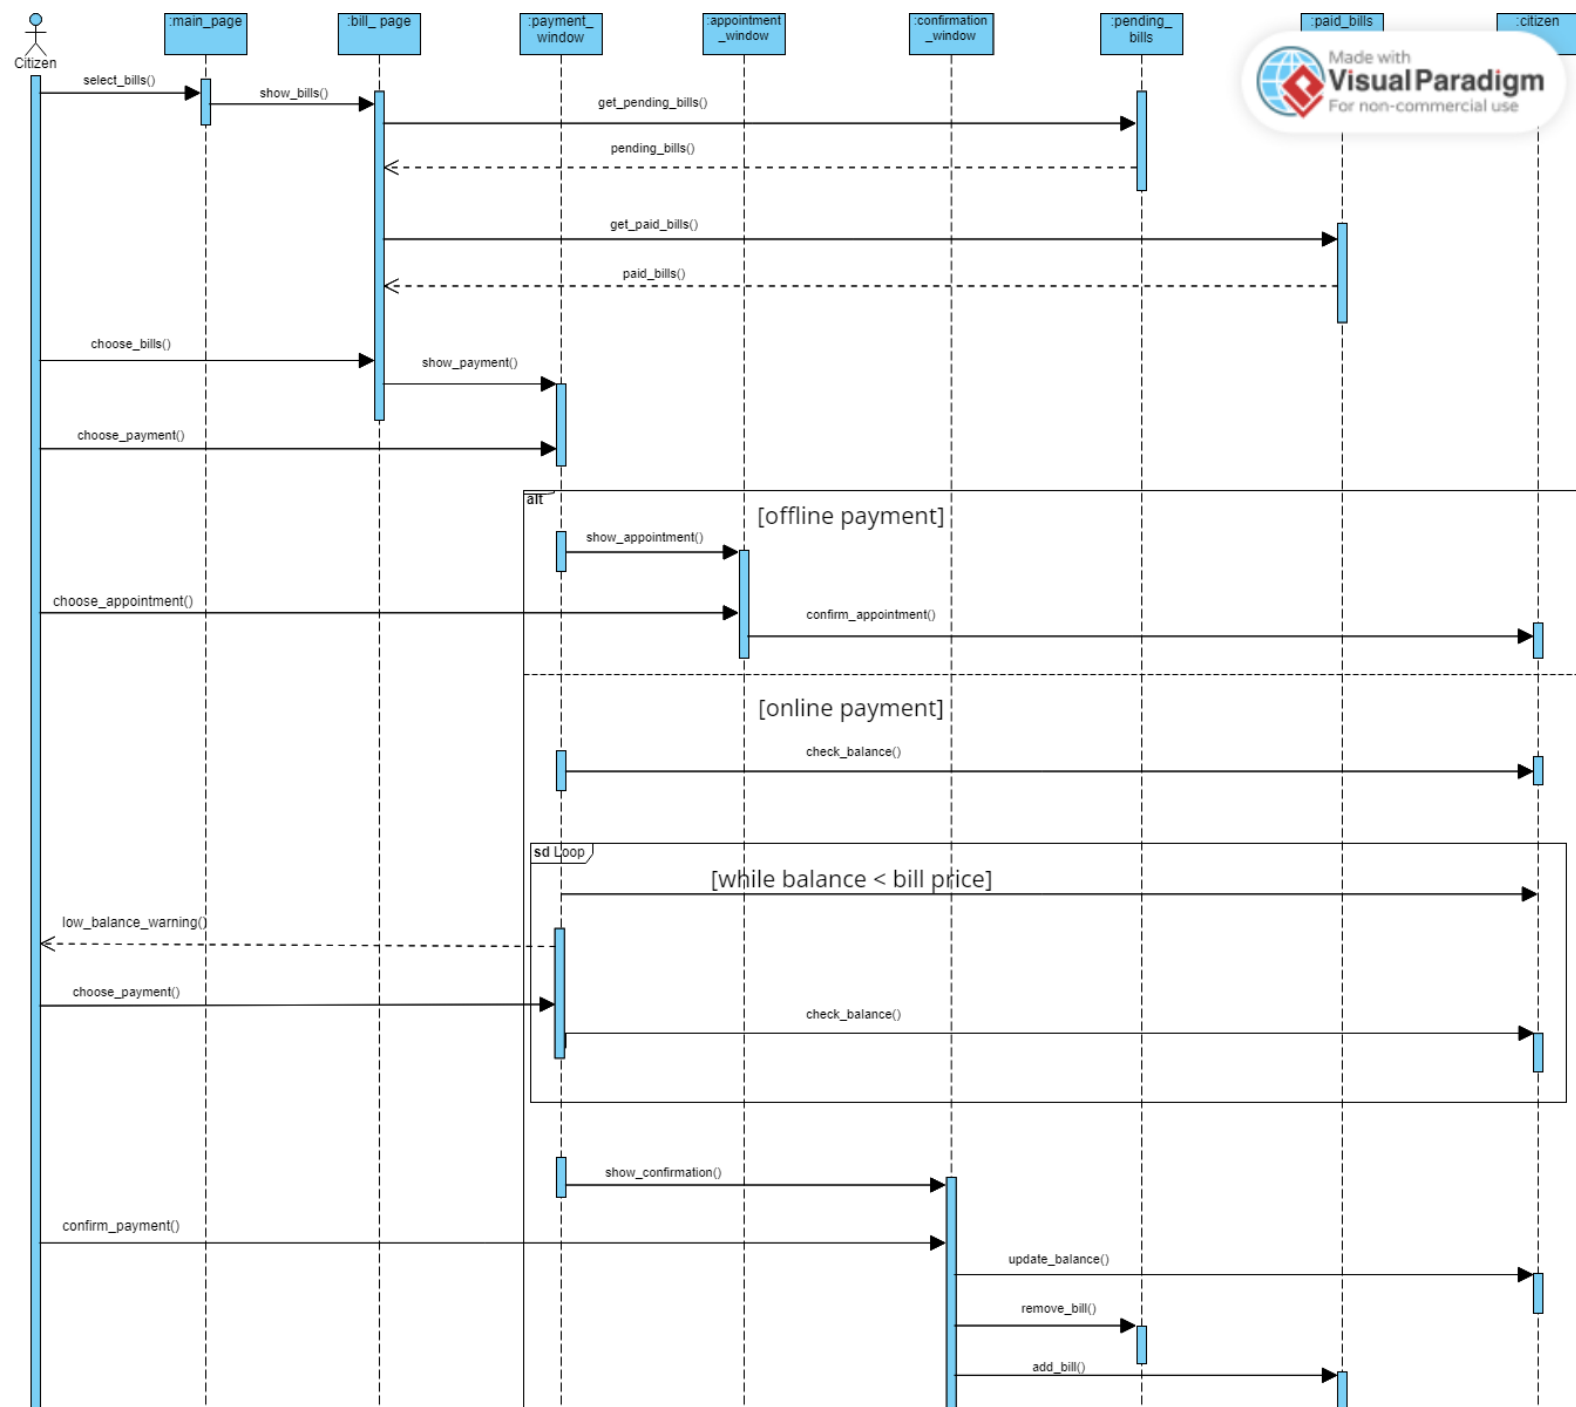 :main_page
:bill_ page
:payment_
window
:appointment
_window
:confirmation
_window
:pending_
bills
:paid_bills
:citizen
Made with
VisualParadigm
For non-commercial use
Citizen
select_bills()
show_bills()
get_pending_bills()
pending_bills()
get_paid_bills()
paid_bills()
choose_bills()
show_payment()
choose_payment()
alt
[offline payment]
show_appointment()
choose_appointment()
confirm_appointment()
[online payment]
check_balance()
sd Loop
[while balance < bill price]
low_balance_warning()
choose_payment()
check_balance()
show_confirmation()
confirm_payment()
update_balance()
remove_bill()
add_bill()